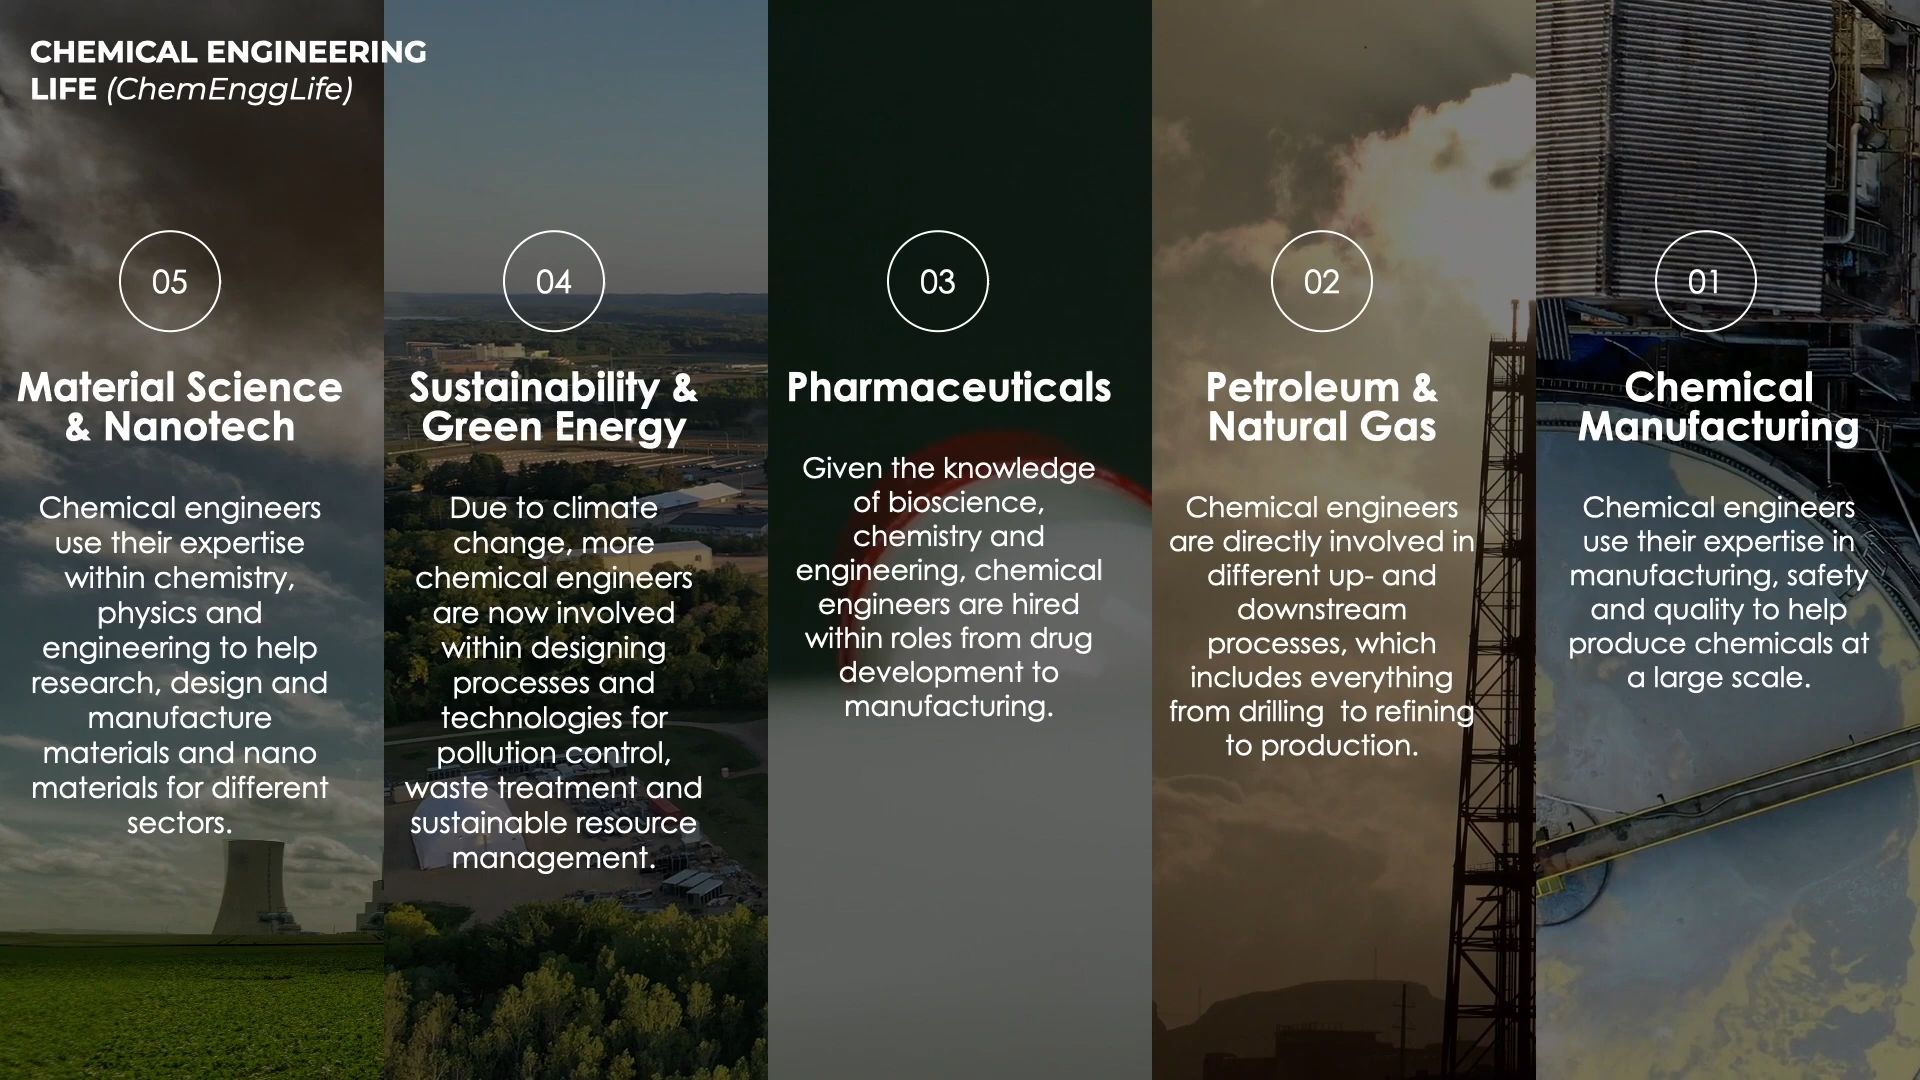 CHEMICAL ENGINEERING
LIFE (ChemEnggLife)
05
Material Science
& Nanotech
Chemical engineers
use their expertise
within chemistry,
physics and
engineering to help
research, design and
manufacture
materials and nano
materials for different
sectors.
04
Sustainability &
Green Energy
Due to climate
change, more
chemical engineers
are now involved
within designing
processes and
technologies for
pollution control,
waste treatment and
sustainable resource
management.
03
Pharmaceuticals
Given the knowledge
of bioscience,
chemistry and
engineering, chemical
engineers are hired
within roles from drug
development to
manufacturing.
02
Petroleum &
Natural Gas
Chemical engineers
are directly involved in
different up- and
downstream
processes, which
includes everything
from drilling  to refining
to production.
01
Chemical
Manufacturing
Chemical engineers
use their expertise in
manufacturing, safety
and quality to help
produce chemicals at
a large scale.